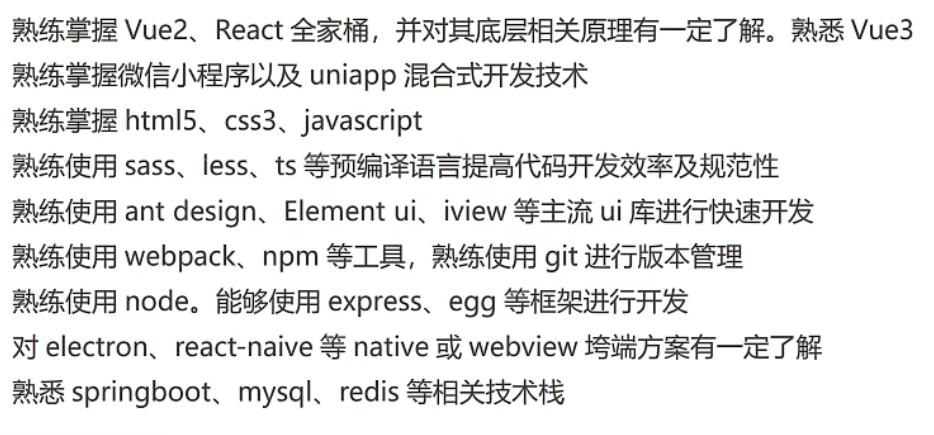 熟练掌握 Vue2、React 全家桶，并对其底层相关原理有一定了解。熟悉 Vue3
熟练掌握微信小程序以及 uniapp 混合式开发技术
熟练掌握 html5、css3、javascript
熟练使用 sass、less、ts 等预编译语言提高代码开发效率及规范性
熟练使用 ant design、Element ui、iview 等主流 ui 库进行快速开发
熟练使用 webpack、npm 等工具，熟练使用 git 进行版本管理
熟练使用 node。能够使用 express、egg 等框架进行开发
对 electron、react-naive 等 native 或 webview 垮端方案有一定了解
熟悉 springboot、mysql、redis 等相关技术栈